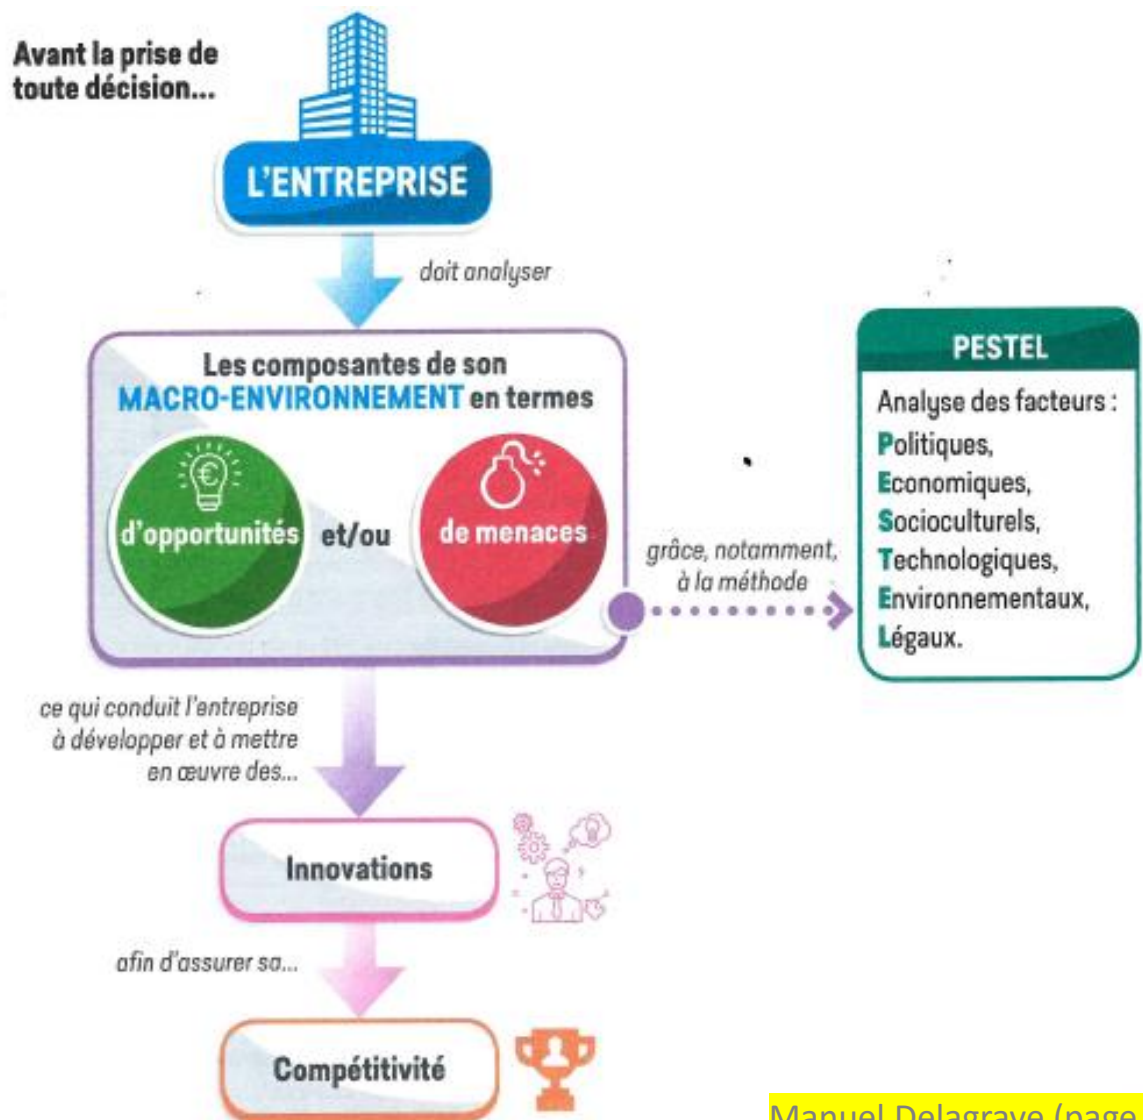 Avant la prise de
toute décision...
L'ENTREPRISE
doit analyser
Les composantes de son
MACRO-ENVIRONNEMENT en termes
d'opportunités
et/ou
de menaces
grâce, notamment,
à la méthode
PESTEL
Analyse des facteurs :
Politiques,
Economiques,
Socioculturels,
Technologiques,
Environnementaux,
Légaux.
ce qui conduit l'entreprise
à développer et à mettre
en œuvre des...
Innovations
afin d'assurer sa...
Compétitivité
Manuel Delagrave (page